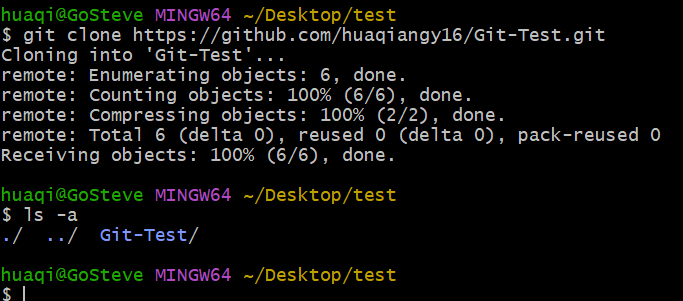 huaqi@GoSteve MINGW64 ~/Desktop/test
$ git clone https://github.com/huaqiangy16/Git-Test.git
Cloning into 'Git-Test'...
remote: Enumerating objects: 6, done.
remote: Counting objects: 100% (6/6), done.
remote: Compressing objects: 100% (2/2), done.
remote: Total 6 (delta 0), reused 0 (delta 0), pack-reused 0
Receiving objects: 100% (6/6), done.
huaqi@GoSteve MINGW64 ~/Desktop/test
$ ls -a
./  ../  Git-Test/
huaqi@GoSteve MINGW64 ~/Desktop/test
$